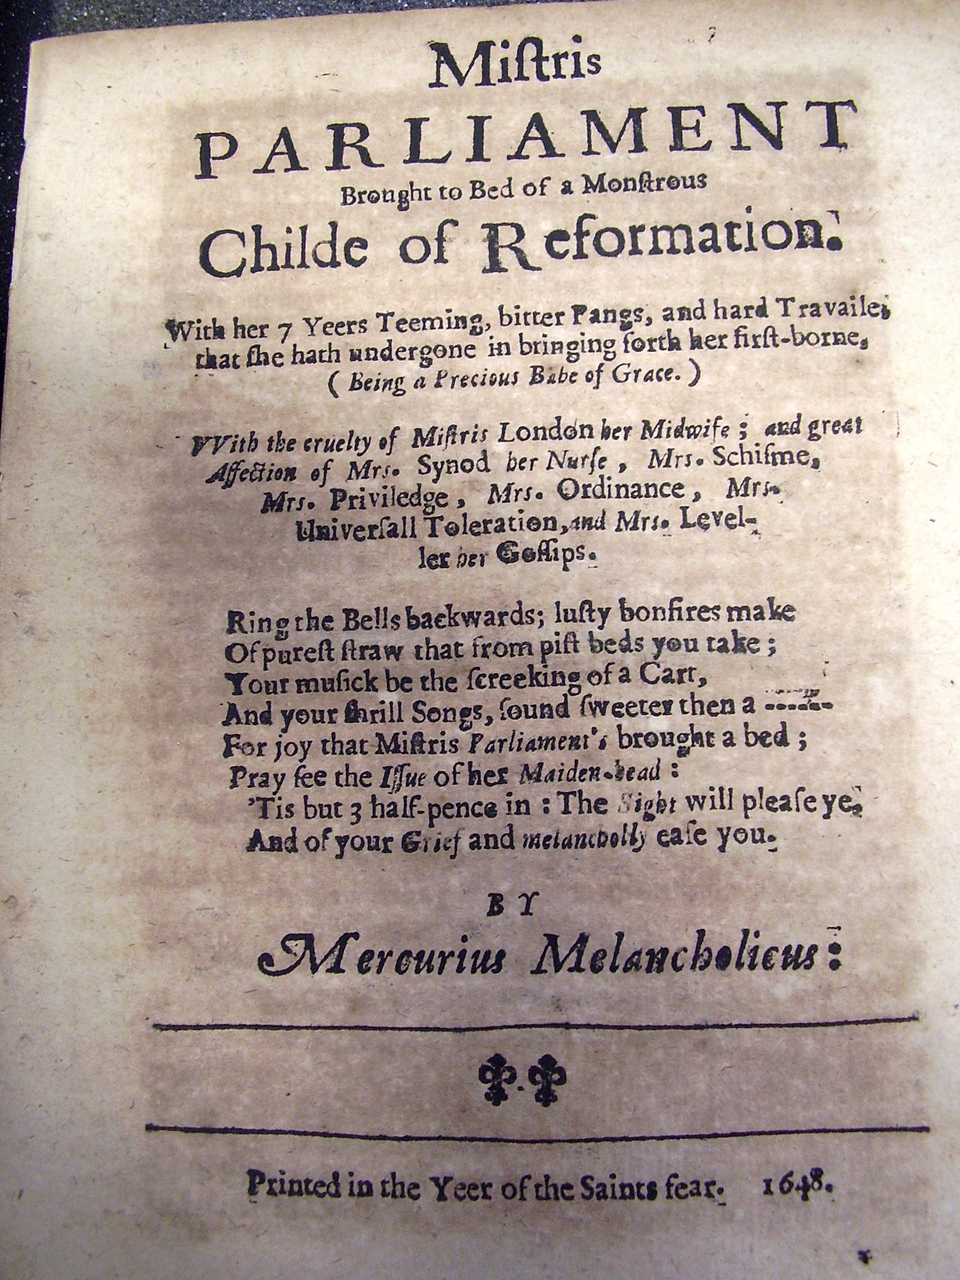 Miſtris
PARLIAMENT
Brought to Bed of a Monſtrous
Childe of Reformation.
With her 7 Yeers Teeming, bitter Pangs, and hard Travaile,
that ſhe hath undergone in bringing forth her firſt-borne,
( Being a Precious Babe of Grace. )
VVith the cruelty of Miſtris London her Midwife ; and great
Affection of Mrs. Synod her Nurſe , Mrs. Schiſme,
Mrs. Priviledge , Mrs. Ordinance , Mrs.
Univerſall Toleration, and Mrs. Level-
ler her Goſſips.
Ring the Bells backwards; luſty bonfires make
Of pureſt ſtraw that from piſt beds you take ;
Your muſick be the ſcreeking of a Cart,
And your ſhrill Songs, ſound ſweeter then a -----
For joy that Miſtris Parliament's brought a bed ;
Pray ſee the Iſſue of her Maiden-head :
'Tis but 3 half-pence in : The Sight will pleaſe ye,
And of your Grief and melancholly eaſe you.
BY
Mercurius Melancholicus:
Printed in the Yeer of the Saints fear. 1648.